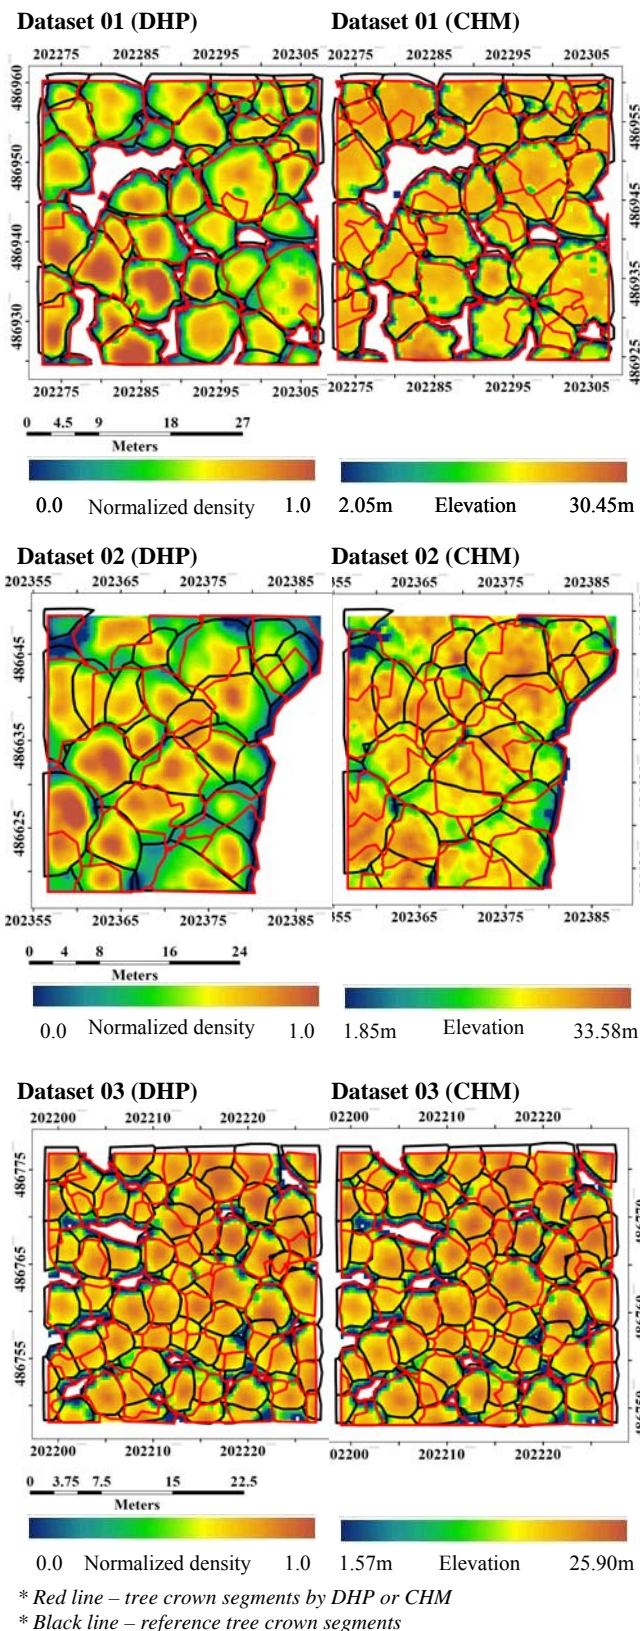 Dataset 01 (DHP) Dataset 01 (CHM)
202275 202285 202295 202305 202275 202285 202295 202305
486960
486950
486940
486930
486955
486945
486935
486925
202275 202285 202295 202305 202275 202285 202295 202305
0 4.5 9 18 27
Meters
0.0 Normalized density 1.0 2.05m Elevation 30.45m
Dataset 02 (DHP) Dataset 02 (CHM)
202355 202365 202375 202385 355 202365 202375 202385
486645
486635
486625
202355 202365 202375 202385 355 202365 202375 202385
0 4 8 16 24
Meters
0.0 Normalized density 1.0 1.85m Elevation 33.58m
Dataset 03 (DHP) Dataset 03 (CHM)
202200 202210 202220 202200 202210 202220
486775
486765
486755
486770
486760
486750
202200 202210 202220 202200 202210 202220
0 3.75 7.5 15 22.5
Meters
0.0 Normalized density 1.0 1.57m Elevation 25.90m
* Red line – tree crown segments by DHP or CHM
* Black line – reference tree crown segments